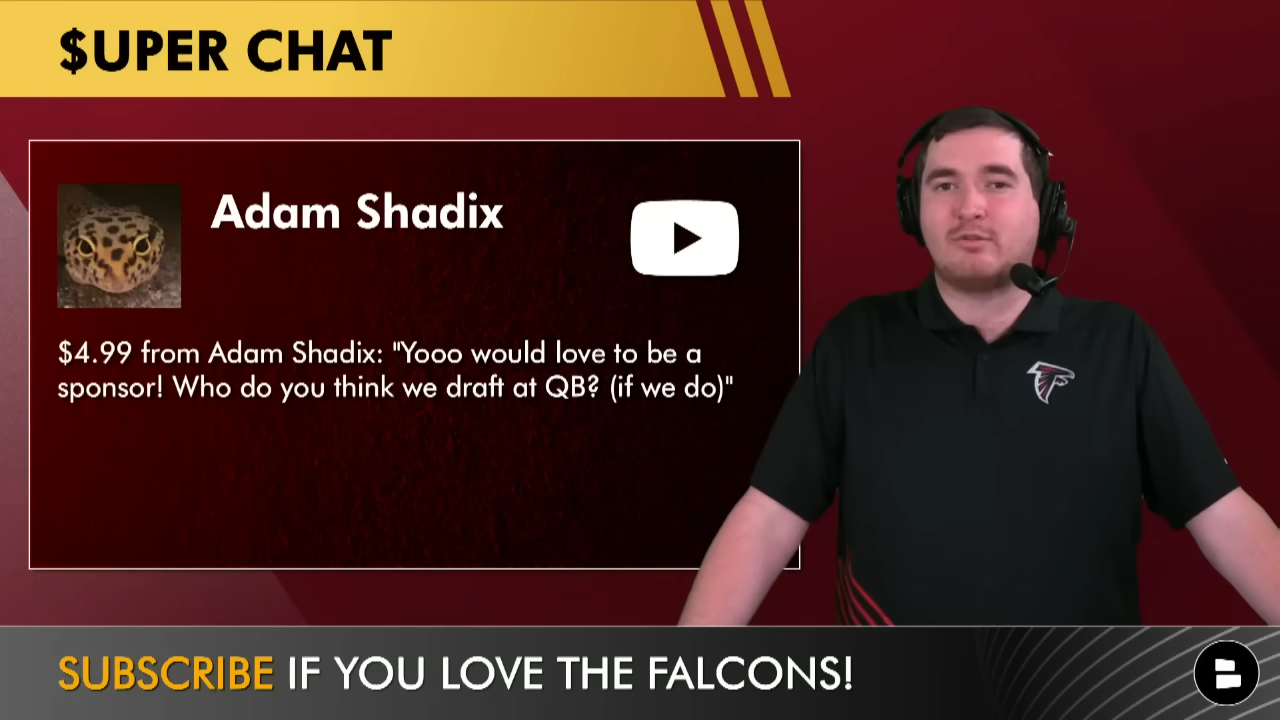 $UPER CHAT
Adam Shadix
$4.99 from Adam Shadix: "Yooo would love to be a
sponsor! Who do you think we draft at QB? (if we do)"
SUBSCRIBE IF YOU LOVE THE FALCONS!